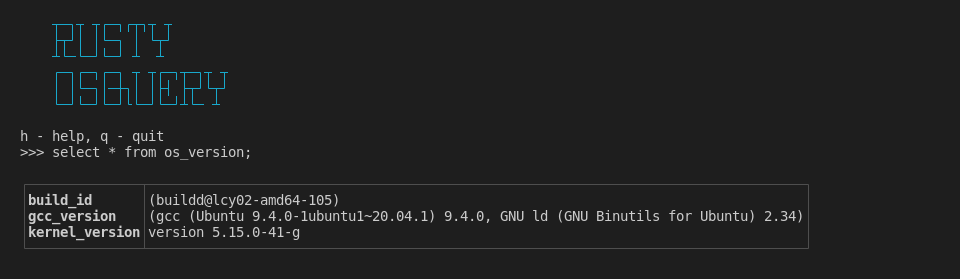 RUSTY
OSQUERY
h - help, q - quit
>>> select * from os_version;
build_id (buildd@lcy02-amd64-105)
gcc_version (gcc (Ubuntu 9.4.0-1ubuntu1~20.04.1) 9.4.0, GNU ld (GNU Binutils for Ubuntu) 2.34)
kernel_version version 5.15.0-41-g